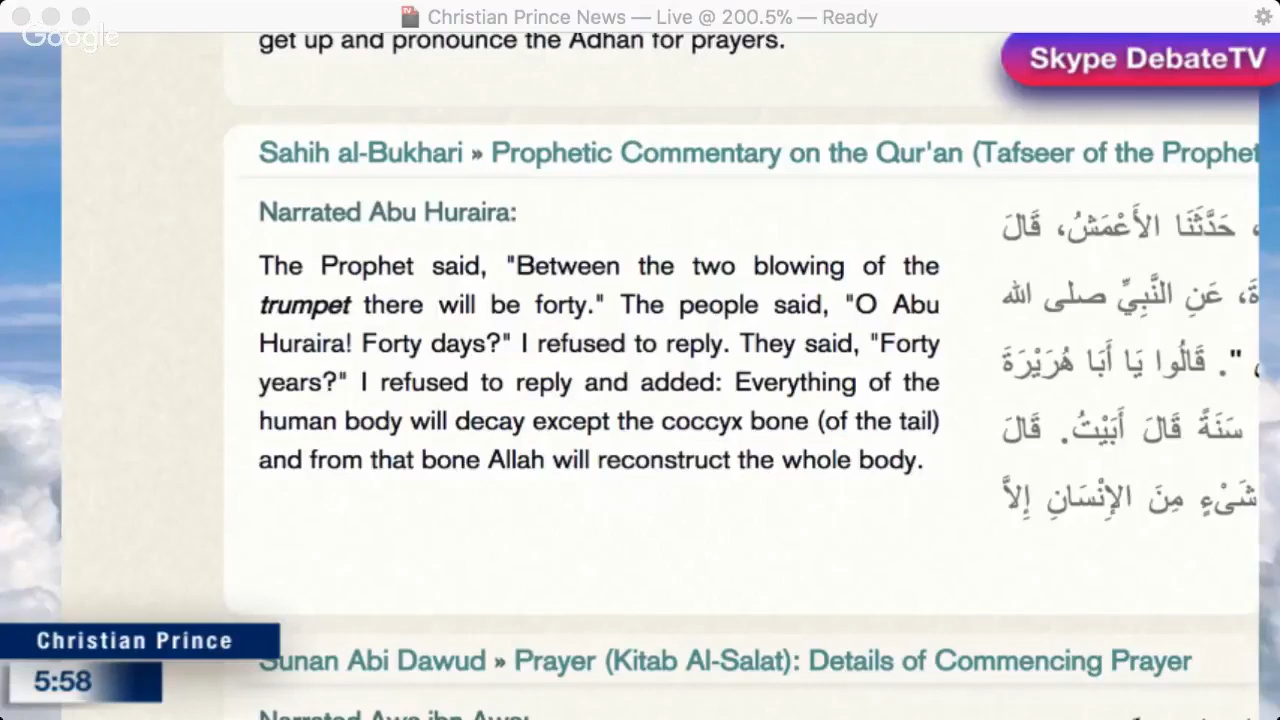 Christian Prince News — Live @ 200.5% — Ready
Google
get up and pronounce the Adhan for prayers.
Skype DebateTV
Sahih al-Bukhari » Prophetic Commentary on the Qur'an (Tafseer of the Prophet
Narrated Abu Huraira:
The Prophet said, "Between the two blowing of the
trumpet there will be forty." The people said, "O Abu
Huraira! Forty days?" I refused to reply. They said, "Forty
years?" I refused to reply and added: Everything of the
human body will decay except the coccyx bone (of the tail)
and from that bone Allah will reconstruct the whole body.
، حَدَّثَنَا الأَعْمَشُ، قَالَ
عَنِ النَّبِيِّ صلى الله
‏"‏‏.‏ قَالُوا يَا أَبَا هُرَيْرَةَ
سَنَةً قَالَ أَبَيْتُ‏.‏ قَالَ
شَىْءٍ مِنَ الإِنْسَانِ إِلاَّ
Christian Prince
5:58
Sunan Abi Dawud » Prayer (Kitab Al-Salat): Details of Commencing Prayer
Narrated Aws ibn Aws: